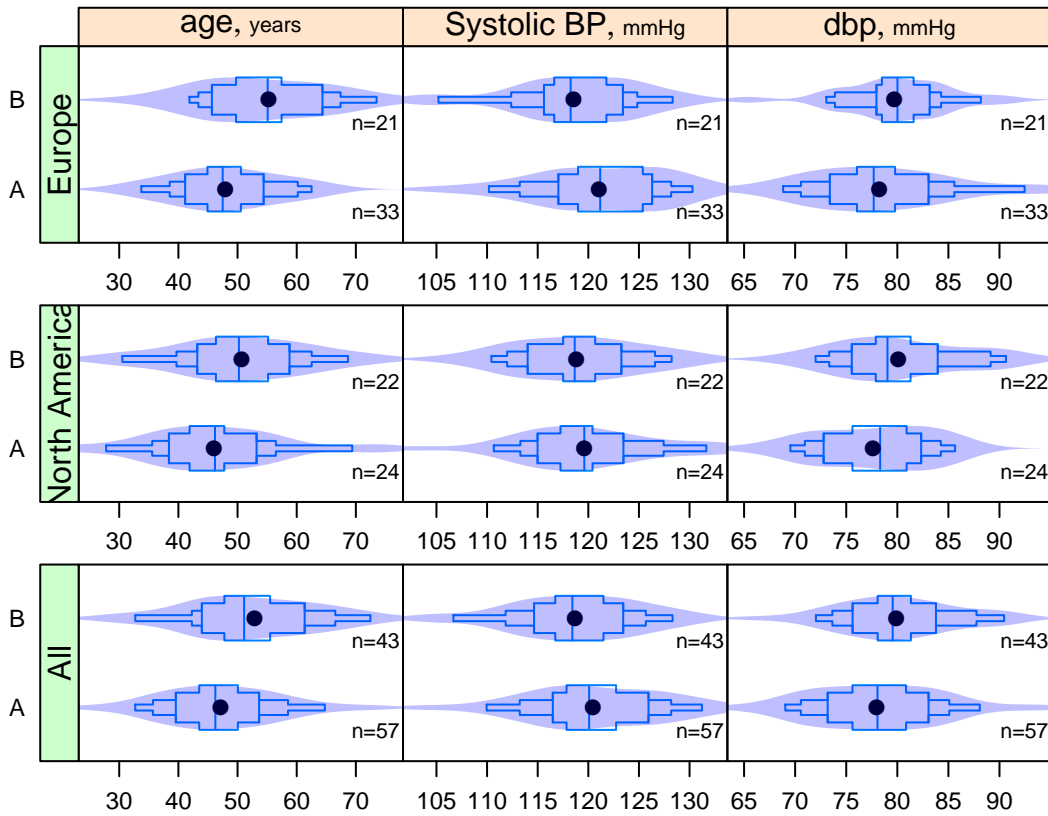 age, years
Systolic BP, mmHg
dbp, mmHg
Europe
B
n=21
n=21
n=21
A
n=33
n=33
n=33
30 40 50 60 70
105 110 115 120 125 130
65 70 75 80 85 90
North America
B
n=22
n=22
n=22
A
n=24
n=24
n=24
30 40 50 60 70
105 110 115 120 125 130
65 70 75 80 85 90
All
B
n=43
n=43
n=43
A
n=57
n=57
n=57
30 40 50 60 70
105 110 115 120 125 130
65 70 75 80 85 90